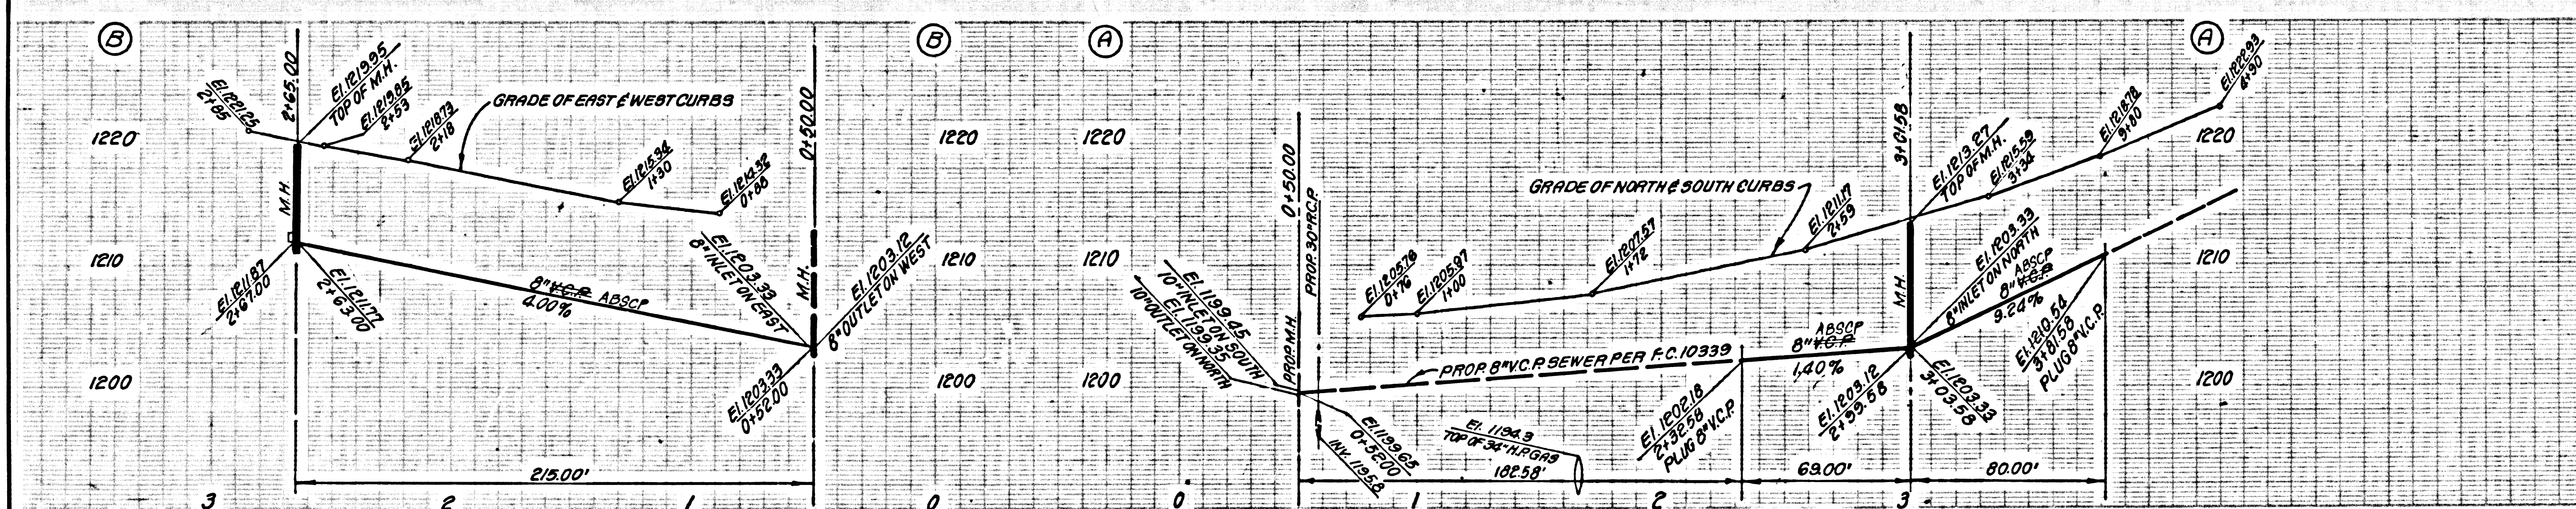 B
El.1221.25
2+85
2+65.00
El.1219.95
TOP OF M.H.
El.1219.85
2+53
El.1218.73
2+18
GRADE OF EAST & WEST CURBS
El.1215.94
1+30
El.1214.32
0+88
0+50.00
1220
1210
1200
M.H.
El.1211.87
2+67.00
El.1211.77
2+63.00
8" V.C.P. ABSCP
4.00%
El.1203.33
8" INLET ON EAST
M.H.
El.1203.12
8" OUTLET ON WEST
El.1203.33
0+52.00
215.00'
3
2
1
0
B
1220
1210
1200
A
1220
1210
1200
0+50.00
PROP. 30" R.C.P.
PROP. M.H.
El.1199.45
10" INLET ON SOUTH
El.1199.35
10" OUTLET ON NORTH
El.1205.76
0+76
El.1205.97
1+00
El.1207.57
1+72
GRADE OF NORTH & SOUTH CURBS
El.1211.17
2+59
3+01.58
El.1213.27
TOP OF M.H.
El.1215.59
3+34
El.1218.78
3+80
El.1222.93
4+30
A
1220
1210
1200
PROP. 8" V.C.P. SEWER PER F.C. 10339
ABSCP
8" V.C.P.
1.40%
M.H.
El.1203.33
8" INLET ON NORTH
ABSCP
8" V.C.P.
9.24%
El.1210.54
3+81.58
PLUG 8" V.C.P.
El.1203.33
3+03.58
El.1203.12
2+99.58
El.1202.18
2+32.58
PLUG 8" V.C.P.
El.1199.65
0+52.00
INV. 1195.8
El. 1194.3
TOP OF 34" H.P. GAS
182.58'
69.00'
80.00'
0
1
2
3